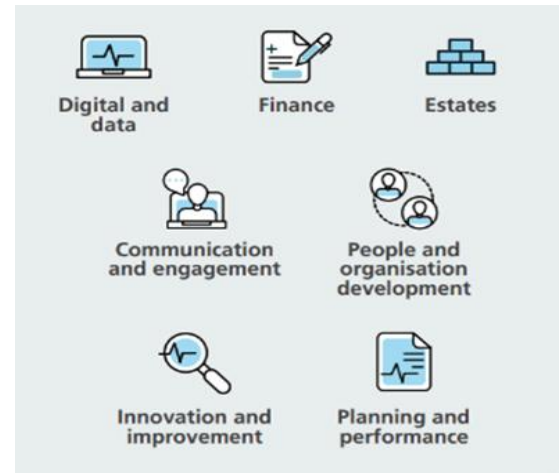 Digital and
data
Finance
Estates
Communication
and engagement
People and
organisation
development
Innovation and
improvement
Planning and
performance